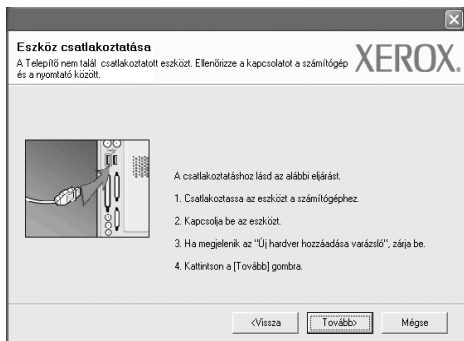 Eszköz csatlakoztatása
A Telepítő nem talál csatlakoztatott eszközt. Ellenőrizze a kapcsolatot a számítógép
és a nyomtató között.
XEROX.
A csatlakoztatáshoz lásd az alábbi eljárást.
1. Csatlakoztassa az eszközt a számítógéphez.
2. Kapcsolja be az eszközt.
3. Ha megjelenik az "Új hardver hozzáadása varázsló", zárja be.
4. Kattintson a [Tovább] gombra.
<Vissza
Tovább>
Mégse